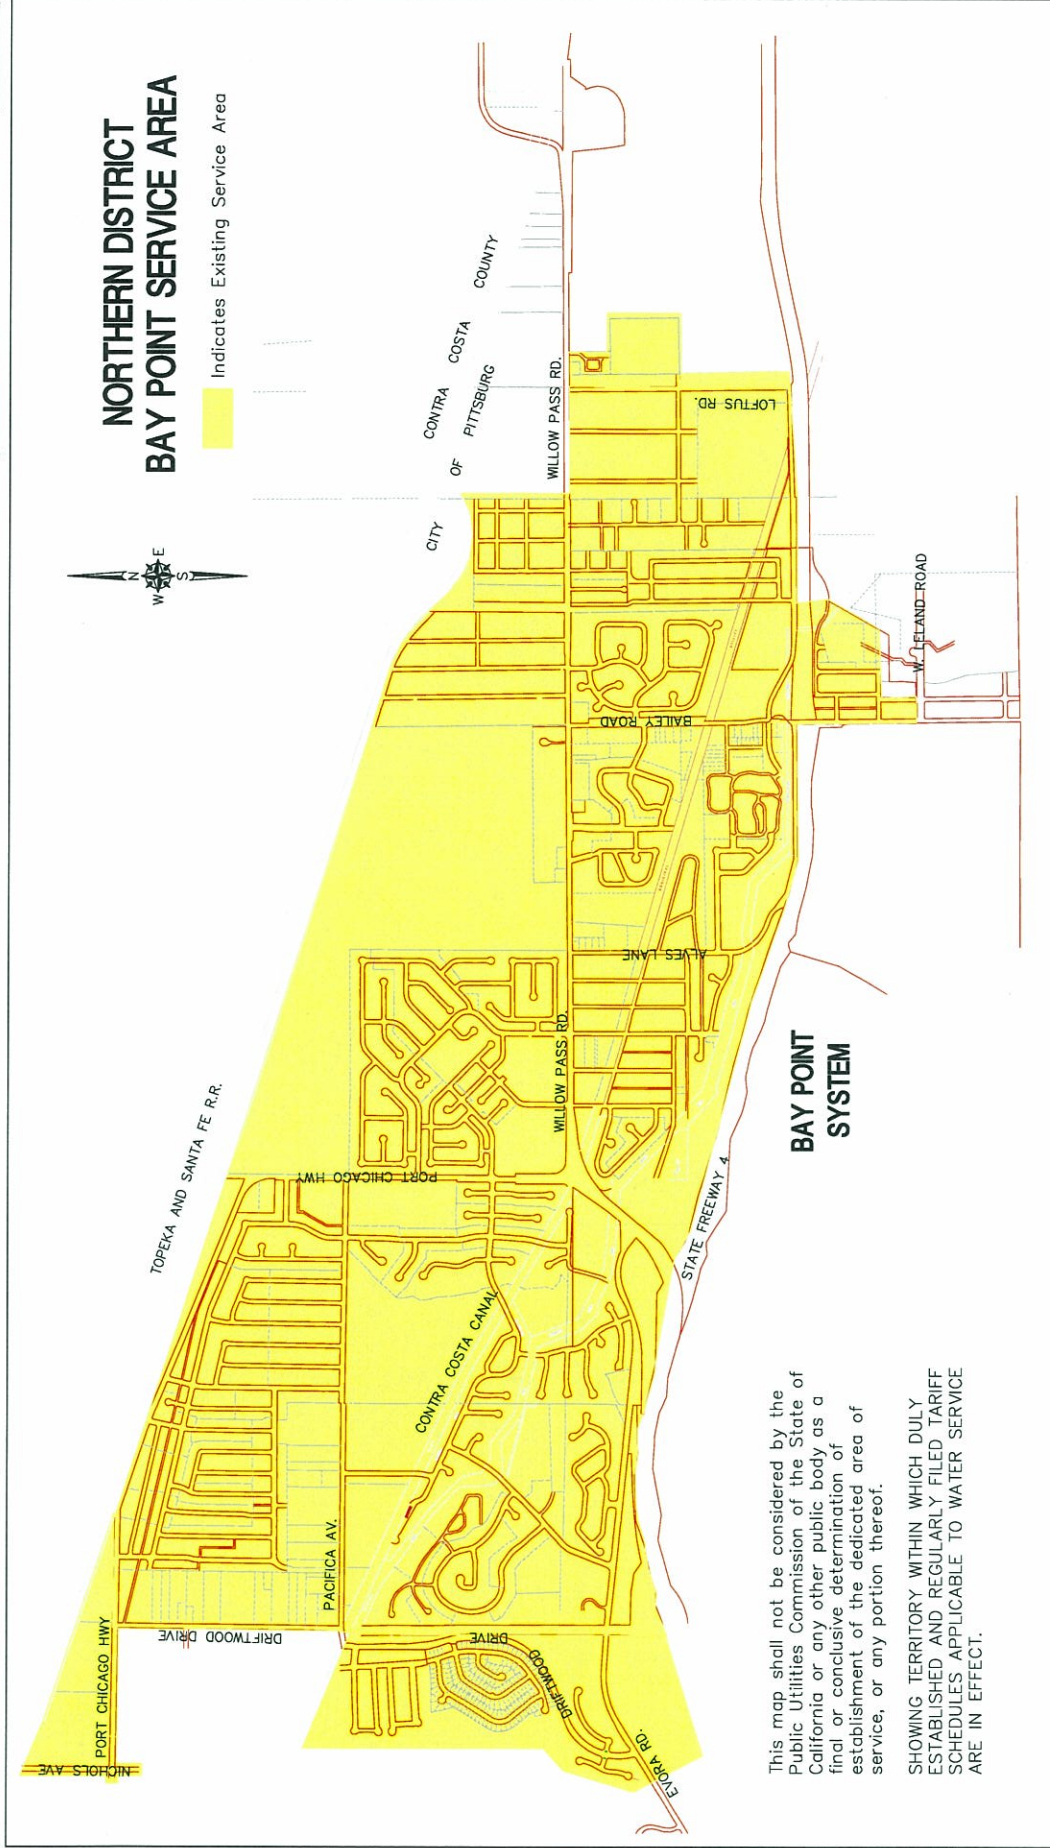 NORTHERN DISTRICT
BAY POINT SERVICE AREA
Indicates Existing Service Area
N
W E
S
TOPEKA AND SANTA FE R.R.
CONTRA COSTA COUNTY
CITY OF PITTSBURG
NICHOLS AVE
PORT CHICAGO HWY
DRIFTWOOD DRIVE
PACIFICA AV.
PORT CHICAGO HWY
CONTRA COSTA CANAL
WILLOW PASS RD.
WILLOW PASS RD.
DRIFTWOOD DRIVE
EVORA RD.
ALVES LANE
BAILEY ROAD
LOFTUS RD.
STATE FREEWAY 4
W. LELAND ROAD
BAY POINT
SYSTEM
This map shall not be considered by the
Public Utilities Commission of the State of
California or any other public body as a
final or conclusive determination of
establishment of the dedicated area of
service, or any portion thereof.
SHOWING TERRITORY WITHIN WHICH DULY
ESTABLISHED AND REGULARLY FILED TARIFF
SCHEDULES APPLICABLE TO WATER SERVICE
ARE IN EFFECT.